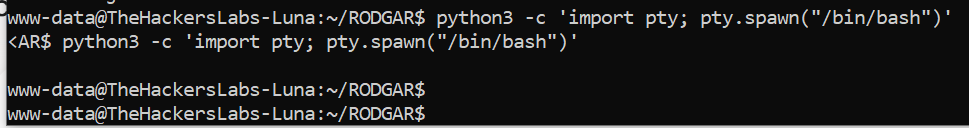 www-data@TheHackersLabs-Luna:~/RODGAR$ python3 -c 'import pty; pty.spawn("/bin/bash")'
<AR$ python3 -c 'import pty; pty.spawn("/bin/bash")'
www-data@TheHackersLabs-Luna:~/RODGAR$
www-data@TheHackersLabs-Luna:~/RODGAR$